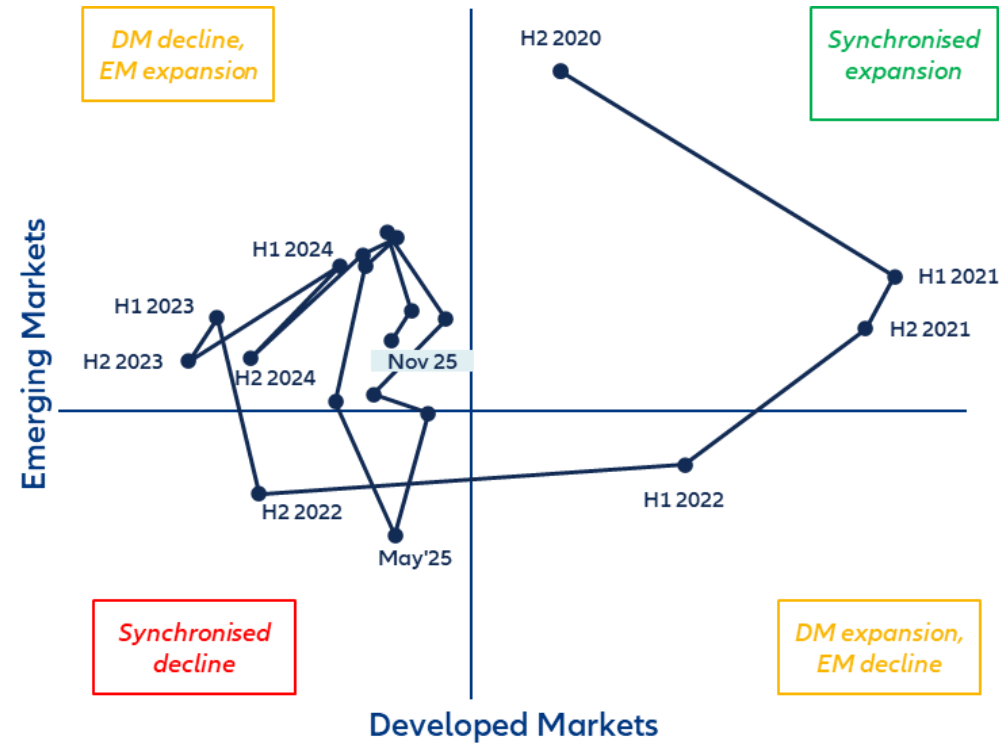 DM decline,
EM expansion
H2 2020
Synchronised
expansion
Emerging Markets
H1 2024
H1 2021
H1 2023
H2 2021
H2 2023
Nov 25
H2 2024
H1 2022
H2 2022
May'25
Synchronised
decline
DM expansion,
EM decline
Developed Markets